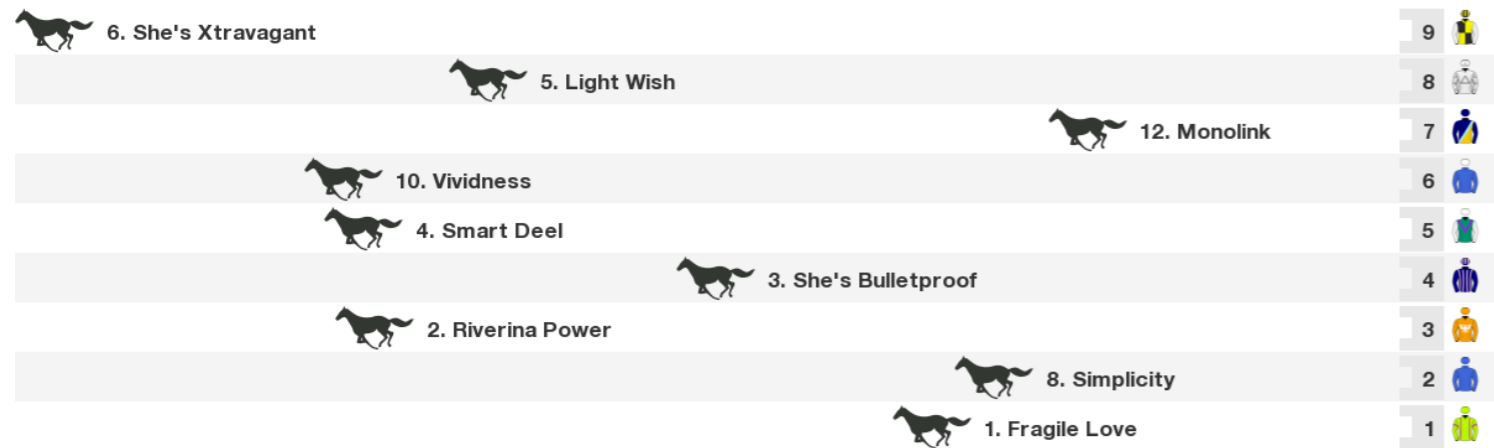 6. She's Xtravagant 9
5. Light Wish 8
12. Monolink 7
10. Vividness 6
4. Smart Deel 5
3. She's Bulletproof 4
2. Riverina Power 3
8. Simplicity 2
1. Fragile Love 1